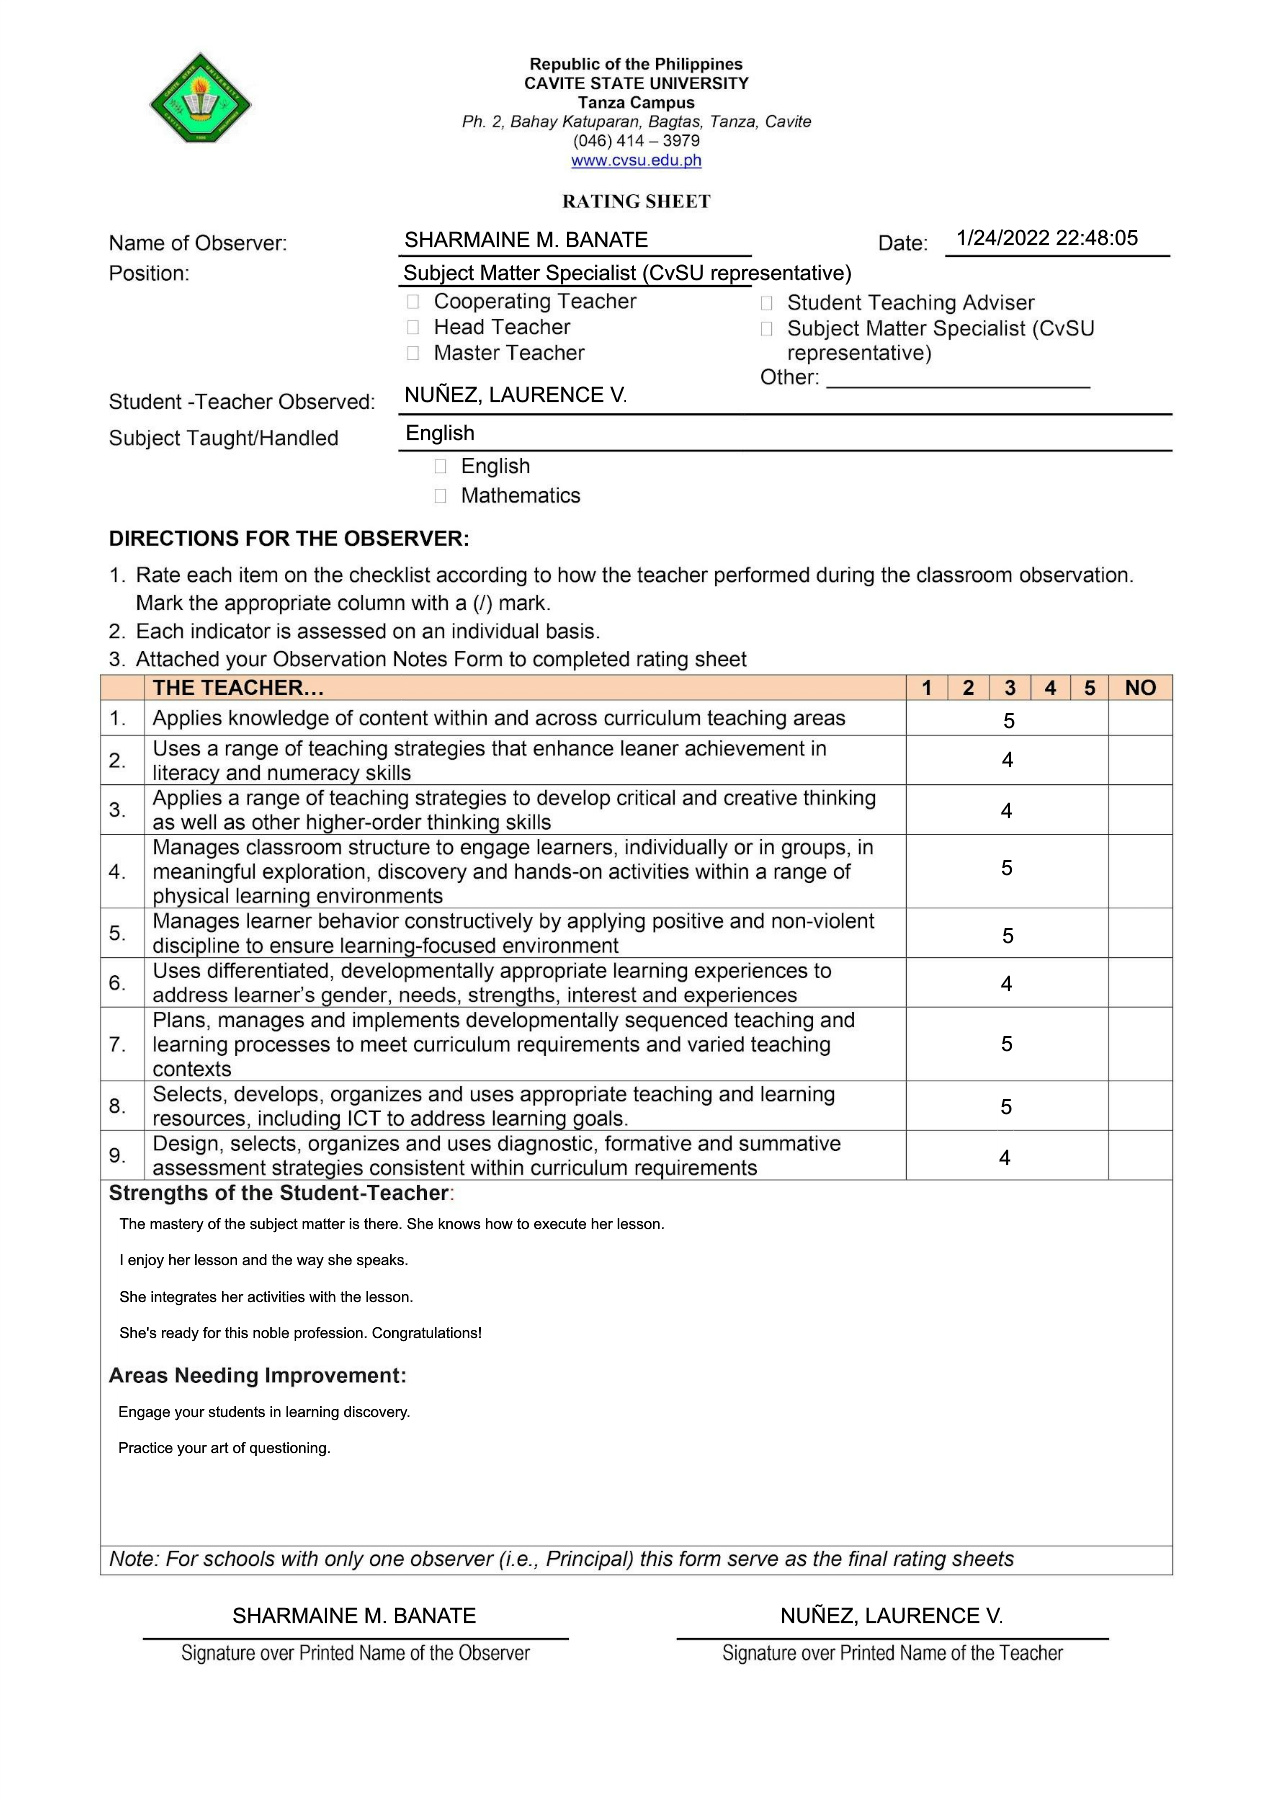 Republic of the Philippines
CAVITE STATE UNIVERSITY
Tanza Campus
Ph. 2, Bahay Katuparan, Bagtas, Tanza, Cavite
(046) 414 – 3979
www.cvsu.edu.ph
RATING SHEET
Name of Observer: SHARMAINE M. BANATE Date: 1/24/2022 22:48:05
Position: Subject Matter Specialist (CvSU representative)
☐ Cooperating Teacher ☐ Student Teaching Adviser
☐ Head Teacher ☐ Subject Matter Specialist (CvSU
☐ Master Teacher representative)
Other: 
Student -Teacher Observed: NUÑEZ, LAURENCE V.
Subject Taught/Handled English
☐ English
☐ Mathematics
DIRECTIONS FOR THE OBSERVER:
1. Rate each item on the checklist according to how the teacher performed during the classroom observation.
Mark the appropriate column with a (/) mark.
2. Each indicator is assessed on an individual basis.
3. Attached your Observation Notes Form to completed rating sheet
THE TEACHER… 1 2 3 4 5 NO
1. Applies knowledge of content within and across curriculum teaching areas 5
2. Uses a range of teaching strategies that enhance leaner achievement in
literacy and numeracy skills 4
3. Applies a range of teaching strategies to develop critical and creative thinking
as well as other higher-order thinking skills 4
4. Manages classroom structure to engage learners, individually or in groups, in
meaningful exploration, discovery and hands-on activities within a range of
physical learning environments 5
5. Manages learner behavior constructively by applying positive and non-violent
discipline to ensure learning-focused environment 5
6. Uses differentiated, developmentally appropriate learning experiences to
address learner's gender, needs, strengths, interest and experiences 4
7. Plans, manages and implements developmentally sequenced teaching and
learning processes to meet curriculum requirements and varied teaching
contexts 5
8. Selects, develops, organizes and uses appropriate teaching and learning
resources, including ICT to address learning goals. 5
9. Design, selects, organizes and uses diagnostic, formative and summative
assessment strategies consistent within curriculum requirements 4
Strengths of the Student-Teacher:
The mastery of the subject matter is there. She knows how to execute her lesson.
I enjoy her lesson and the way she speaks.
She integrates her activities with the lesson.
She's ready for this noble profession. Congratulations!
Areas Needing Improvement:
Engage your students in learning discovery.
Practice your art of questioning.
Note: For schools with only one observer (i.e., Principal) this form serve as the final rating sheets
SHARMAINE M. BANATE NUÑEZ, LAURENCE V.
Signature over Printed Name of the Observer Signature over Printed Name of the Teacher